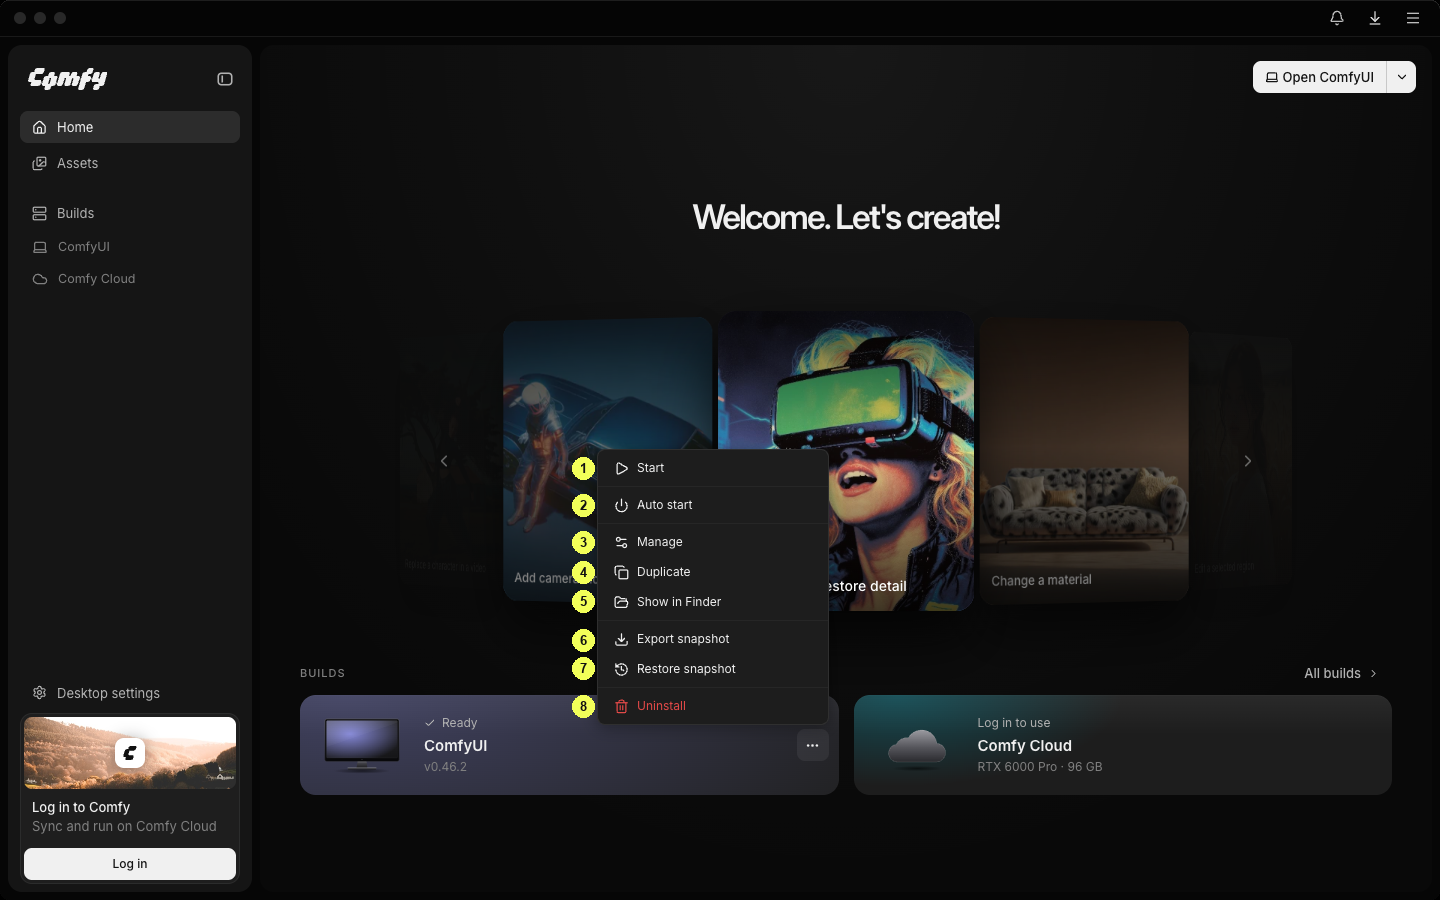 Comfy
Open ComfyUI
Home
Assets
Builds
ComfyUI
Comfy Cloud
Welcome. Let's create!
1 Start
2 Auto start
3 Manage
4 Duplicate
5 Show in Finder
6 Export snapshot
7 Restore snapshot
8 Uninstall
Add camera
estore detail
Change a material
BUILDS
All builds
Ready
ComfyUI
v0.46.2
Log in to use
Comfy Cloud
RTX 6000 Pro · 96 GB
Desktop settings
Log in to Comfy
Sync and run on Comfy Cloud
Log in